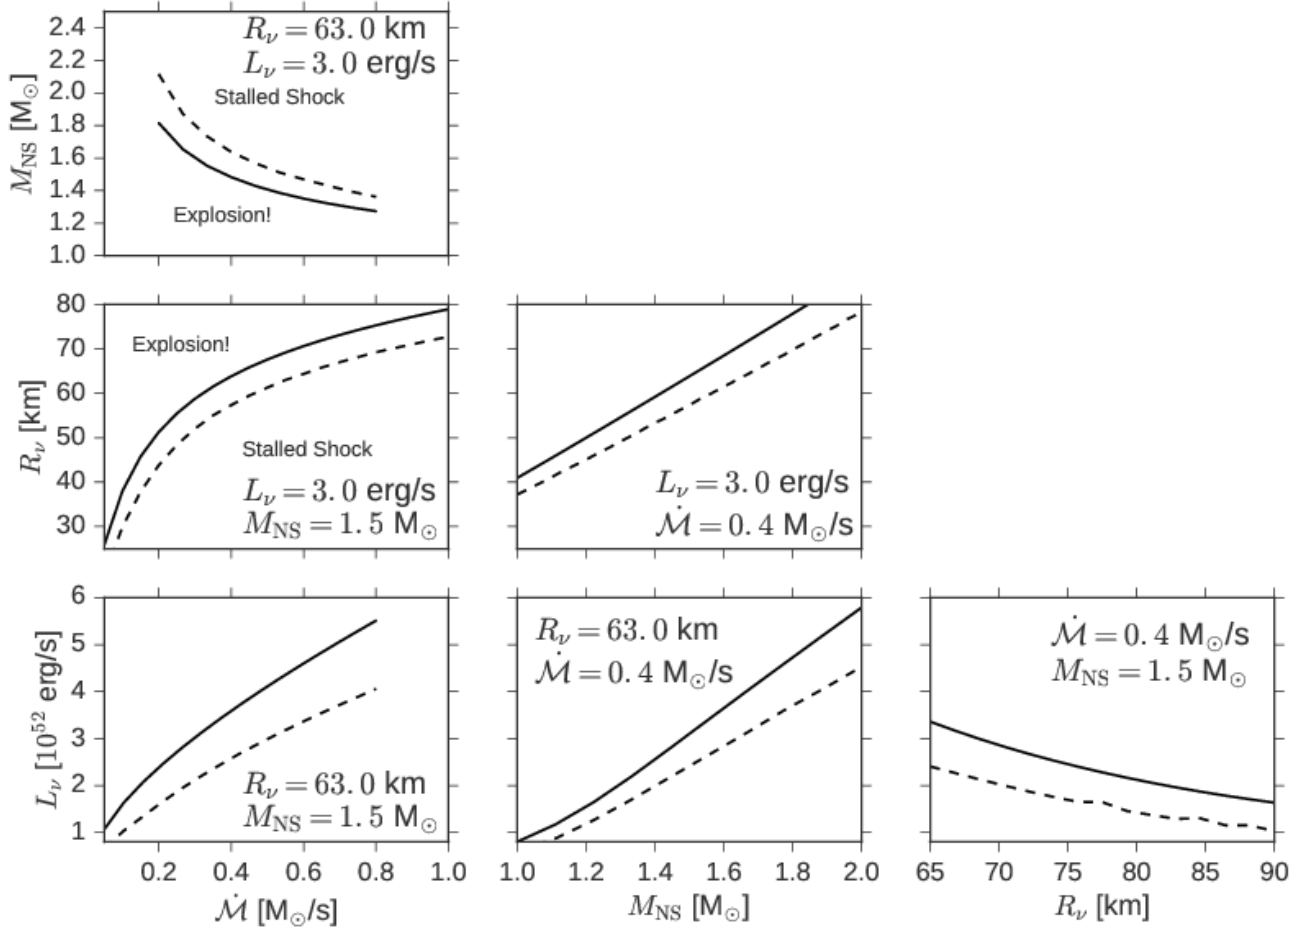 2.4
2.2
2.0
1.8
1.6
1.4
1.2
1.0
M_NS [M⊙]
R_ν = 63.0 km
L_ν = 3.0 erg/s
Stalled Shock
Explosion!
80
70
60
50
40
30
R_ν [km]
Explosion!
Stalled Shock
L_ν = 3.0 erg/s
M_NS = 1.5 M⊙
L_ν = 3.0 erg/s
Ṁ = 0.4 M⊙/s
6
5
4
3
2
1
L_ν [10^52 erg/s]
R_ν = 63.0 km
M_NS = 1.5 M⊙
0.2 0.4 0.6 0.8 1.0
Ṁ [M⊙/s]
R_ν = 63.0 km
Ṁ = 0.4 M⊙/s
1.0 1.2 1.4 1.6 1.8 2.0
M_NS [M⊙]
Ṁ = 0.4 M⊙/s
M_NS = 1.5 M⊙
65 70 75 80 85 90
R_ν [km]